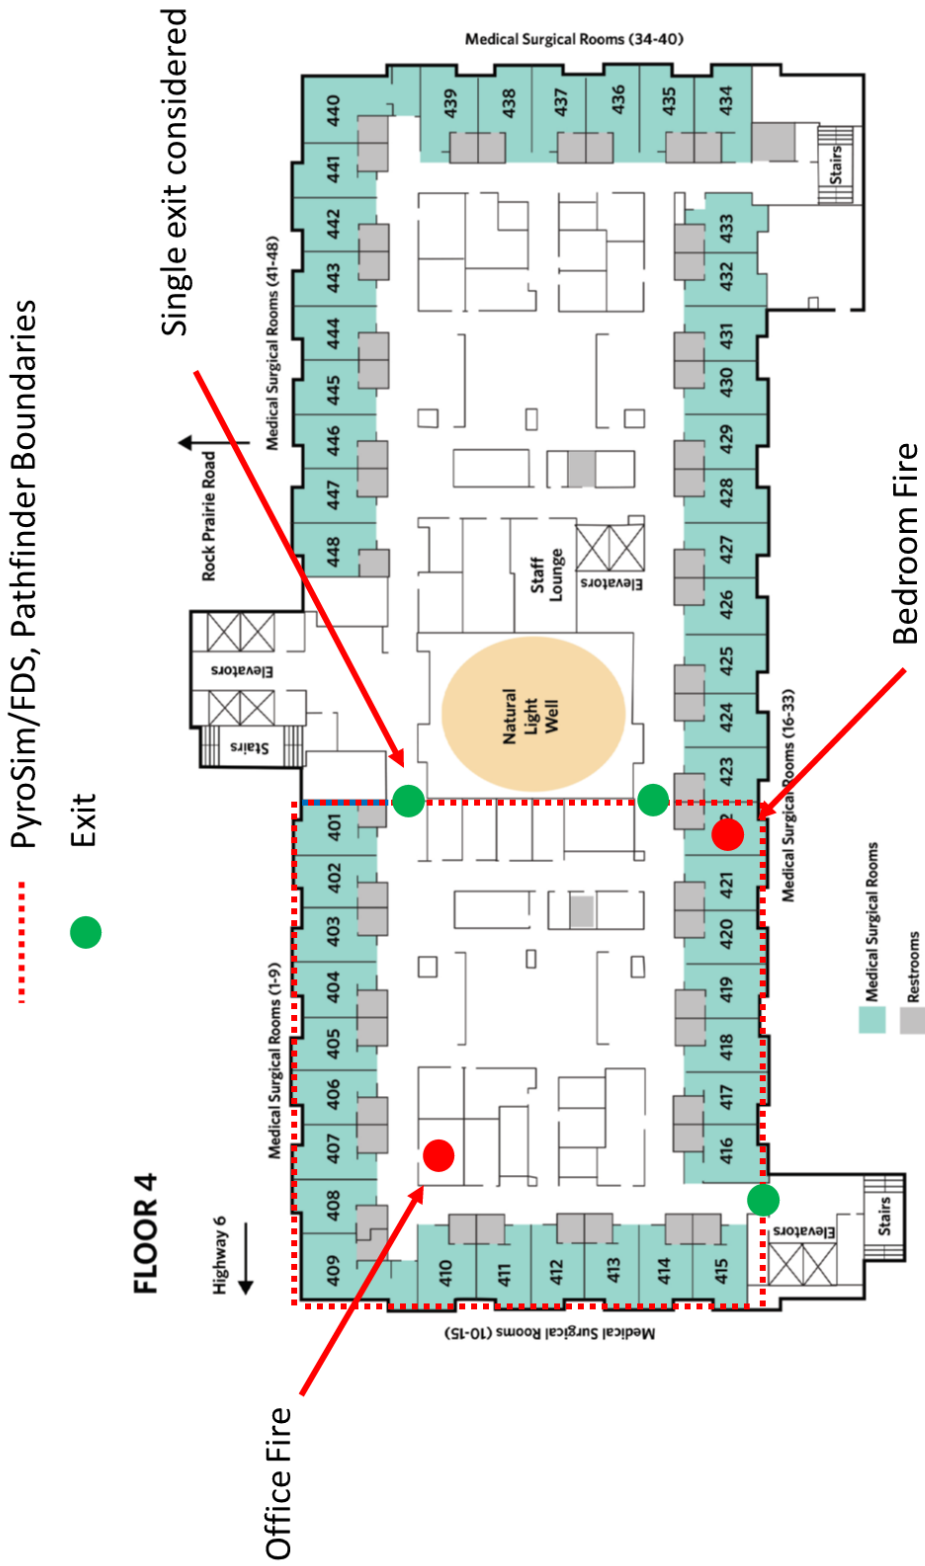 PyroSim/FDS, Pathfinder Boundaries
Exit
Single exit considered
Office Fire
Bedroom Fire
FLOOR 4
Highway 6
Rock Prairie Road
Medical Surgical Rooms (1-9)
Medical Surgical Rooms (41-48)
Medical Surgical Rooms (10-15)
Medical Surgical Rooms (34-40)
Medical Surgical Rooms (16-33)
409
408
407
406
405
404
403
402
401
Stairs
Elevators
448
447
446
445
444
443
442
441
440
410
411
412
413
414
415
Natural
Light
Well
Staff
Lounge
Elevators
439
438
437
436
435
434
416
417
418
419
420
421
423
424
425
426
427
428
429
430
431
432
433
Elevators
Stairs
Stairs
Medical Surgical Rooms
Restrooms